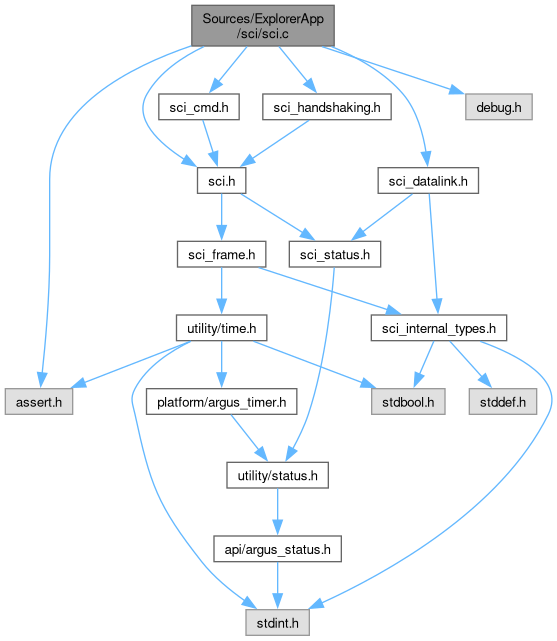 Sources/ExplorerApp
/sci/sci.c
sci_cmd.h
sci_handshaking.h
debug.h
sci.h
sci_datalink.h
sci_frame.h
sci_status.h
utility/time.h
sci_internal_types.h
assert.h
platform/argus_timer.h
stdbool.h
stddef.h
utility/status.h
api/argus_status.h
stdint.h